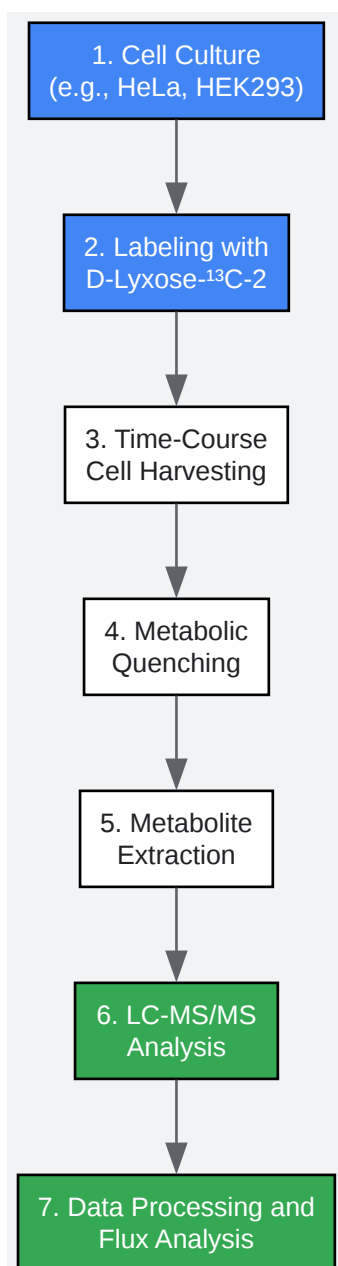 1. Cell Culture
(e.g., HeLa, HEK293)
2. Labeling with
D-Lyxose-¹³C-2
3. Time-Course
Cell Harvesting
4. Metabolic
Quenching
5. Metabolite
Extraction
6. LC-MS/MS
Analysis
7. Data Processing and
Flux Analysis